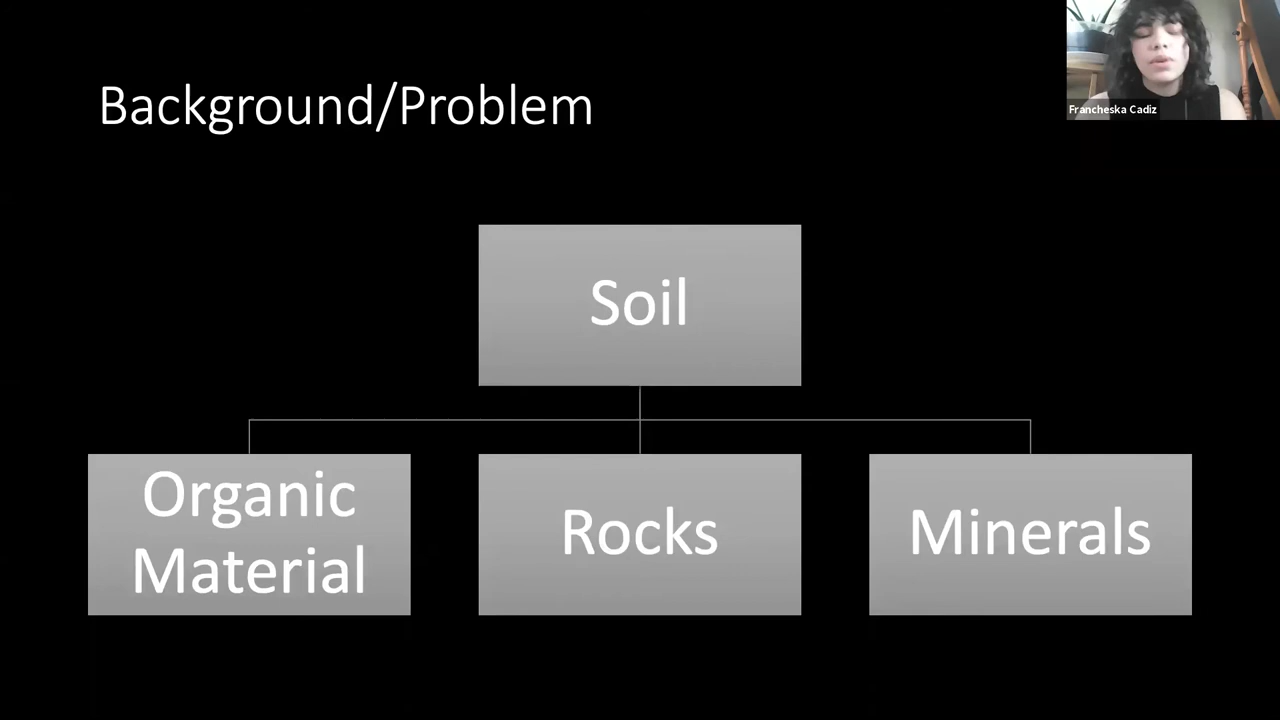 Background/Problem
Francheska Cadiz
Soil
Organic
Material
Rocks
Minerals